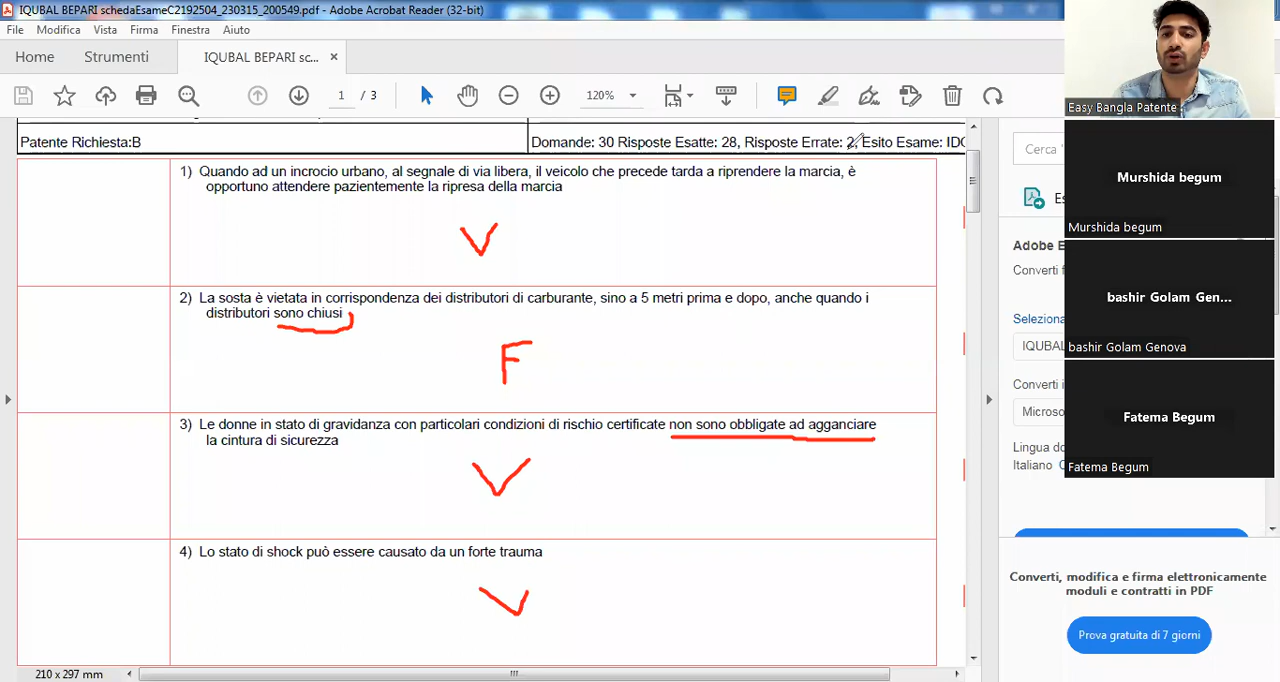 IQUBAL BEPARI schedaEsameC2192504_230315_200549.pdf - Adobe Acrobat Reader (32-bit)
File Modifica Vista Firma Finestra Aiuto
Home Strumenti IQUBAL BEPARI sc... ×
1 / 3 120%
Patente Richiesta:B
Domande: 30 Risposte Esatte: 28, Risposte Errate: 2, Esito Esame: IDO
1) Quando ad un incrocio urbano, al segnale di via libera, il veicolo che precede tarda a riprendere la marcia, è
opportuno attendere pazientemente la ripresa della marcia
V
2) La sosta è vietata in corrispondenza dei distributori di carburante, sino a 5 metri prima e dopo, anche quando i
distributori sono chiusi
F
3) Le donne in stato di gravidanza con particolari condizioni di rischio certificate non sono obbligate ad agganciare
la cintura di sicurezza
V
4) Lo stato di shock può essere causato da un forte trauma
V
210 x 297 mm
Cerca
Es
Adobe E
Converti f
Seleziona
IQUBAL
Converti i
Microso
Lingua do
Italiano
Converti, modifica e firma elettronicamente
moduli e contratti in PDF
Prova gratuita di 7 giorni
Easy Bangla Patente
Murshida begum
Murshida begum
bashir Golam Gen...
bashir Golam Genova
Fatema Begum
Fatema Begum